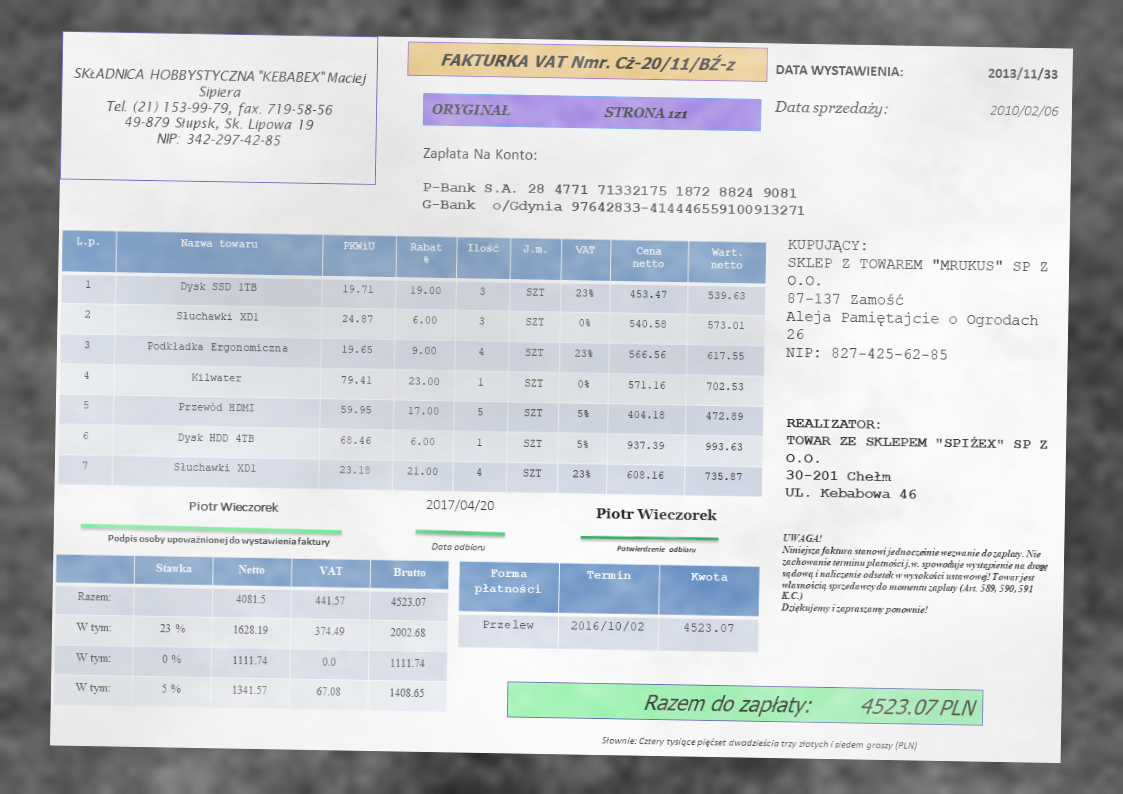 SKŁADNICA HOBBYSTYCZNA "KEBABEX" Maciej
Sipiera
Tel. (21) 153-99-79, fax. 719-58-56
49-879 Słupsk, Sk. Lipowa 19
NIP: 342-297-42-85
FAKTURKA VAT Nmr. Cż-20/11/BŹ-z
ORYGINAŁ STRONA 1z1
DATA WYSTAWIENIA: 2013/11/33
Data sprzedaży: 2010/02/06
Zapłata Na Konto:
P-Bank S.A. 28 4771 71332175 1872 8824 9081
G-Bank o/Gdynia 97642833-414446559100913271
L.p. Nazwa towaru PKWiU Rabat % Ilość J.m. VAT Cena netto Wart. netto
1 Dysk SSD 1TB 19.71 19.00 3 SZT 23% 453.47 539.63
2 Słuchawki XD1 24.87 6.00 3 SZT 0% 540.58 573.01
3 Podkładka Ergonomiczna 19.65 9.00 4 SZT 23% 566.56 617.55
4 Kilwater 79.41 23.00 1 SZT 0% 571.16 702.53
5 Przewód HDMI 59.95 17.00 5 SZT 5% 404.18 472.89
6 Dysk HDD 4TB 68.46 6.00 1 SZT 5% 937.39 993.63
7 Słuchawki XD1 23.18 21.00 4 SZT 23% 608.16 735.87
KUPUJĄCY:
SKLEP Z TOWAREM "MRUKUS" SP Z
O.O.
87-137 Zamość
Aleja Pamiętajcie o Ogrodach
26
NIP: 827-425-62-85
REALIZATOR:
TOWAR ZE SKLEPEM "SPIŻEX" SP Z
O.O.
30-201 Chełm
UL. Kebabowa 46
Piotr Wieczorek
Podpis osoby upoważnionej do wystawienia faktury
2017/04/20
Data odbioru
Piotr Wieczorek
Potwierdzenie odbioru
UWAGA!
Niniejsza faktura stanowi jednocześnie wezwanie do zapłaty. Nie
zachowanie terminu płatności j.w. spowoduje wystąpienie na drogę
sądową i naliczenie odsetek w wysokości ustawowej! Towar jest
własnością sprzedawcy do momentu zapłaty (Art. 589, 590, 591
K.C.)
Dziękujemy i zapraszamy ponownie!
Stawka Netto VAT Brutto
Razem: 4081.5 441.57 4523.07
W tym: 23 % 1628.19 374.49 2002.68
W tym: 0 % 1111.74 0.0 1111.74
W tym: 5 % 1341.57 67.08 1408.65
Forma płatności Termin Kwota
Przelew 2016/10/02 4523.07
Razem do zapłaty: 4523.07 PLN
Słownie: Cztery tysiące pięćset dwadzieścia trzy złotych i siedem groszy (PLN)